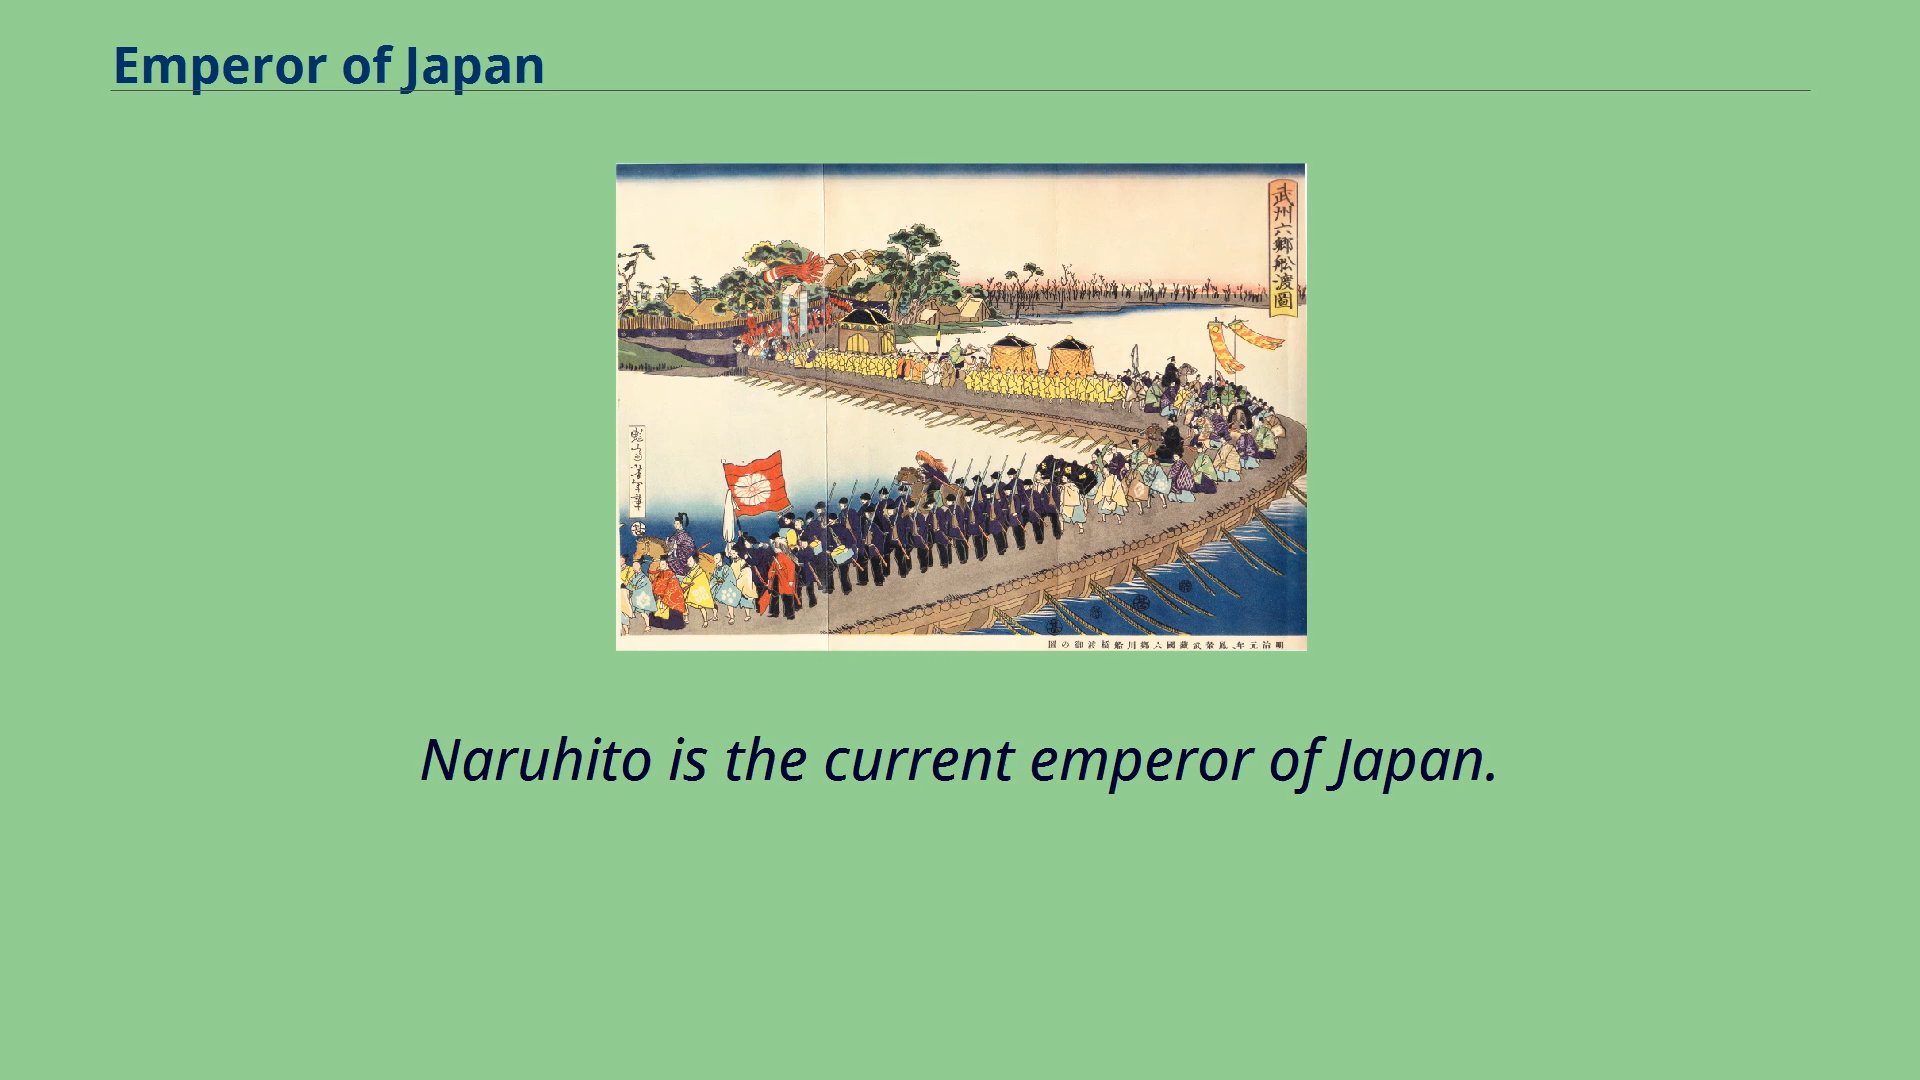 Emperor of Japan
武州六郷船渡圖
Naruhito is the current emperor of Japan.